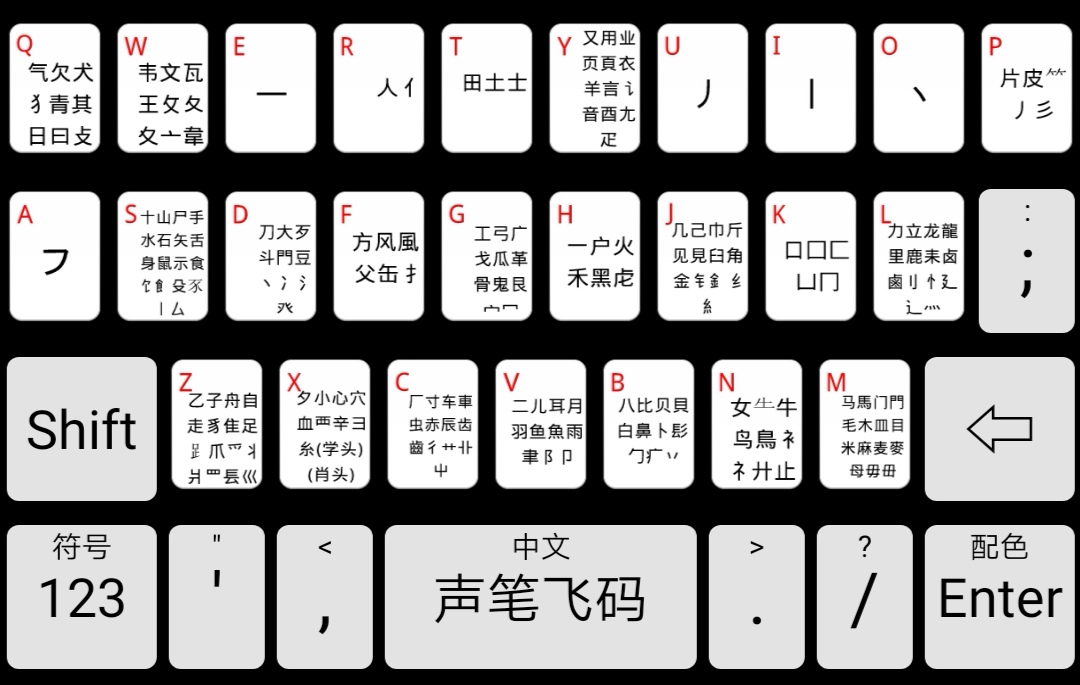 Q
气欠犬
犭青其
日曰攴
W
韦文瓦
王攵夂
夊亠韋
E
一
R
人亻
T
田土士
Y
又用业
页頁衣
羊言讠
音酉尢
疋
U
丿
I
丨
O
丶
P
片皮⺮
丿彡
A
フ
S
十山尸手
水石矢舌
身鼠示食
饣飠殳豕
丨厶
D
刀大歹
斗門豆
丶冫氵
癶
F
方风風
父缶扌
G
工弓广
戈瓜革
骨鬼艮
宀冖
H
一户火
禾黑虍
J
几己巾斤
见見臼角
金钅釒纟
糹
K
口囗匚
凵冂
L
力立龙龍
里鹿耒卤
鹵刂忄廴
辶灬
:
;
Shift
Z
乙子舟自
走豸隹足
⻊爪爫丬
爿罒镸巛
X
夕小心穴
血覀辛彐
糸(学头)
(肖头)
C
厂寸车車
虫赤辰齿
齒彳艹
屮
V
二儿耳月
羽鱼魚雨
聿阝卩
B
八比贝貝
白鼻卜髟
勹疒丷
N
女牛
鸟鳥衤
礻廾止
M
马馬门門
毛木皿目
米麻麦麥
母毋毌
符号
123
"
'
<
,
中文
声笔飞码
>
.
?
/
配色
Enter